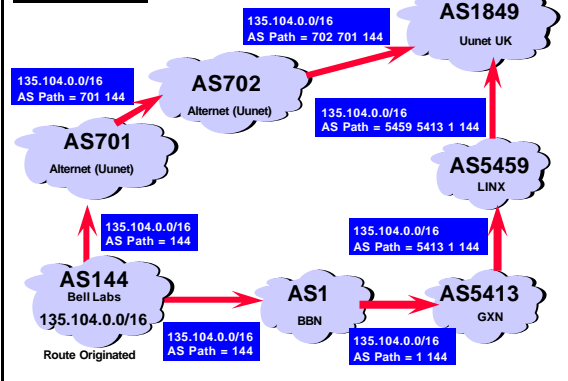 135.104.0.0/16
AS Path = 702 701 144
AS1849
Uunet UK
135.104.0.0/16
AS Path = 701 144
AS702
Alternet (Uunet)
135.104.0.0/16
AS Path = 5459 5413 1 144
AS701
Alternet (Uunet)
AS5459
LINX
135.104.0.0/16
AS Path = 144
135.104.0.0/16
AS Path = 5413 1 144
AS144
Bell Labs
135.104.0.0/16
Route Originated
AS1
BBN
AS5413
GXN
135.104.0.0/16
AS Path = 144
135.104.0.0/16
AS Path = 1 144